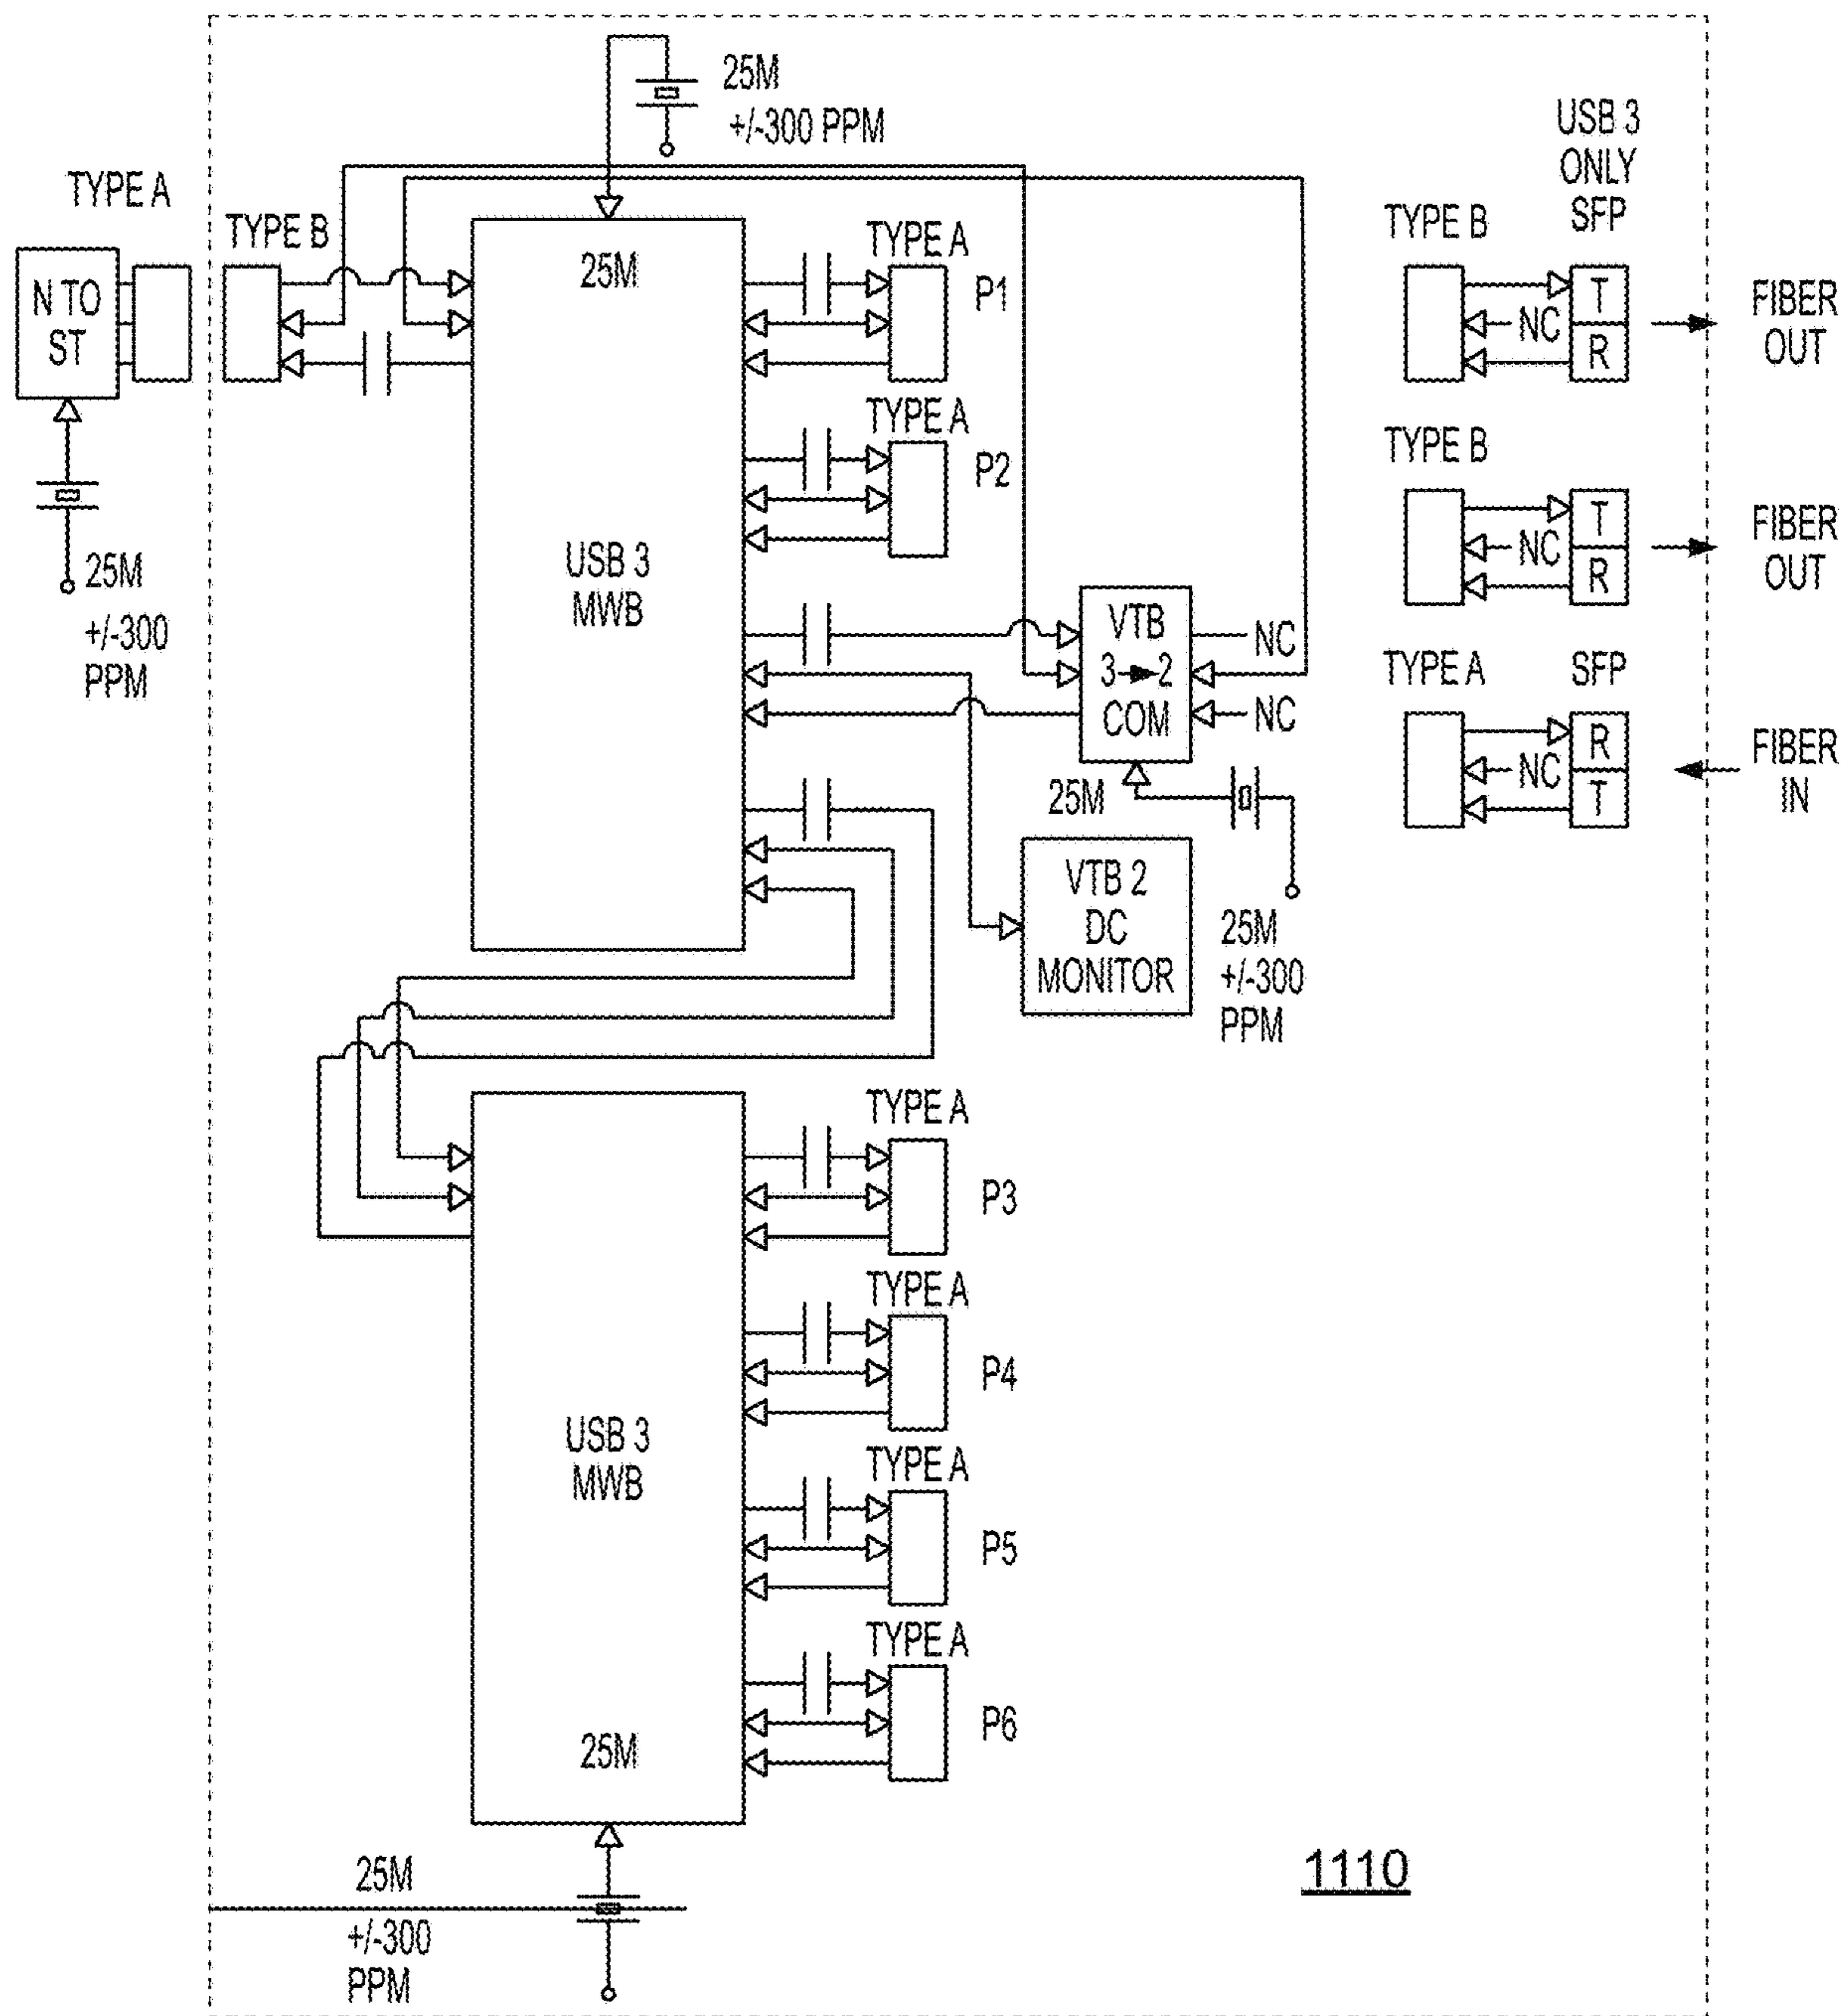 25M
+/-300 PPM
TYPE A
N TO
ST
25M
+/-300
PPM
TYPE B
25M
USB 3
MWB
TYPE A
P1
TYPE A
P2
VTB
3 2
COM
NC
NC
25M
25M
+/-300
PPM
VTB 2
DC
MONITOR
USB 3
ONLY
SFP
TYPE B
T
NC
R
FIBER
OUT
TYPE B
T
NC
R
FIBER
OUT
TYPE A
SFP
R
NC
T
FIBER
IN
USB 3
MWB
25M
TYPE A
P3
TYPE A
P4
TYPE A
P5
TYPE A
P6
25M
+/-300
PPM
1110